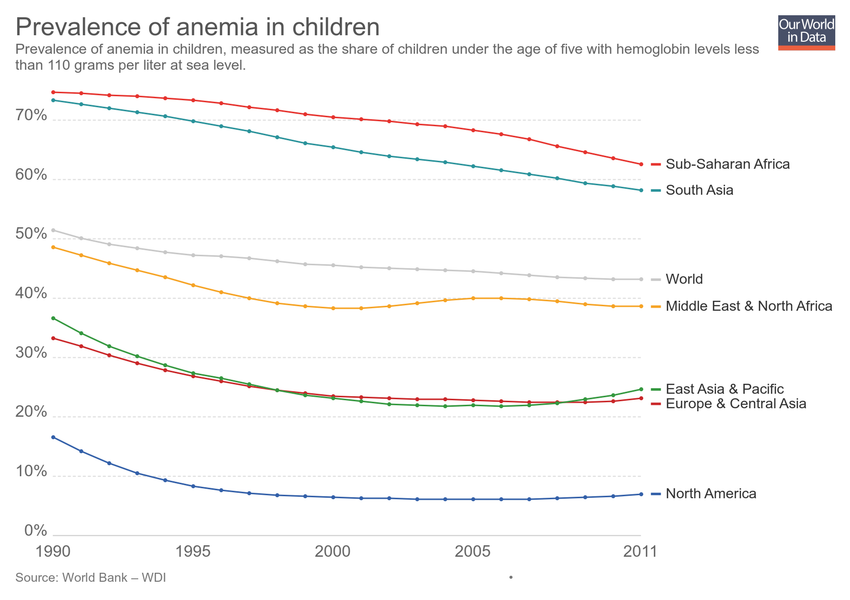 Prevalence of anemia in children
Our World
in Data
Prevalence of anemia in children, measured as the share of children under the age of five with hemoglobin levels less
than 110 grams per liter at sea level.
70%
60%
50%
40%
30%
20%
10%
0%
Sub-Saharan Africa
South Asia
World
Middle East & North Africa
East Asia & Pacific
Europe & Central Asia
North America
1990 1995 2000 2005 2011
Source: World Bank – WDI